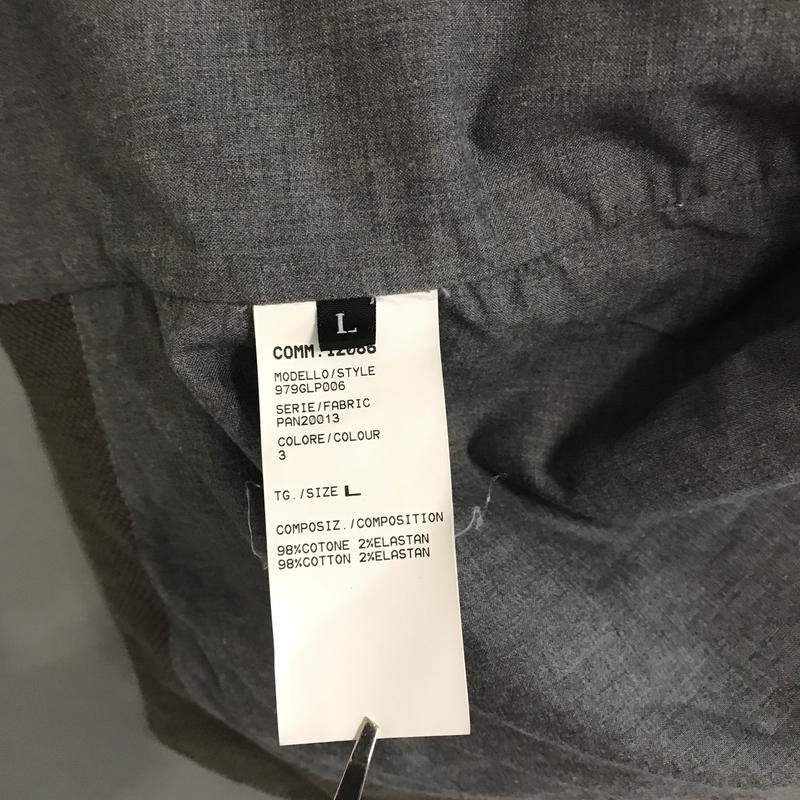 L
COMM.12086
MODELLO/STYLE
979GLP006
SERIE/FABRIC
PAN20013
COLORE/COLOUR
3
TG./SIZE L
COMPOSIZ./COMPOSITION
98%COTONE 2%ELASTAN
98%COTTON 2%ELASTAN